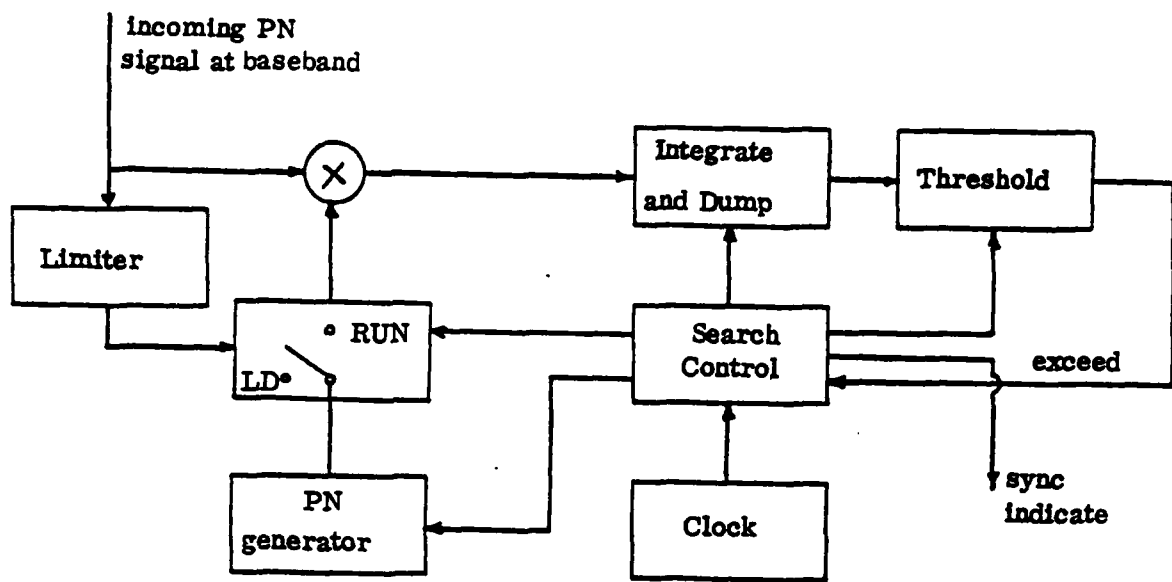 incoming PN
signal at baseband
X
Integrate
and Dump
Threshold
Limiter
RUN
LD
Search
Control
exceed
PN
generator
Clock
sync
indicate